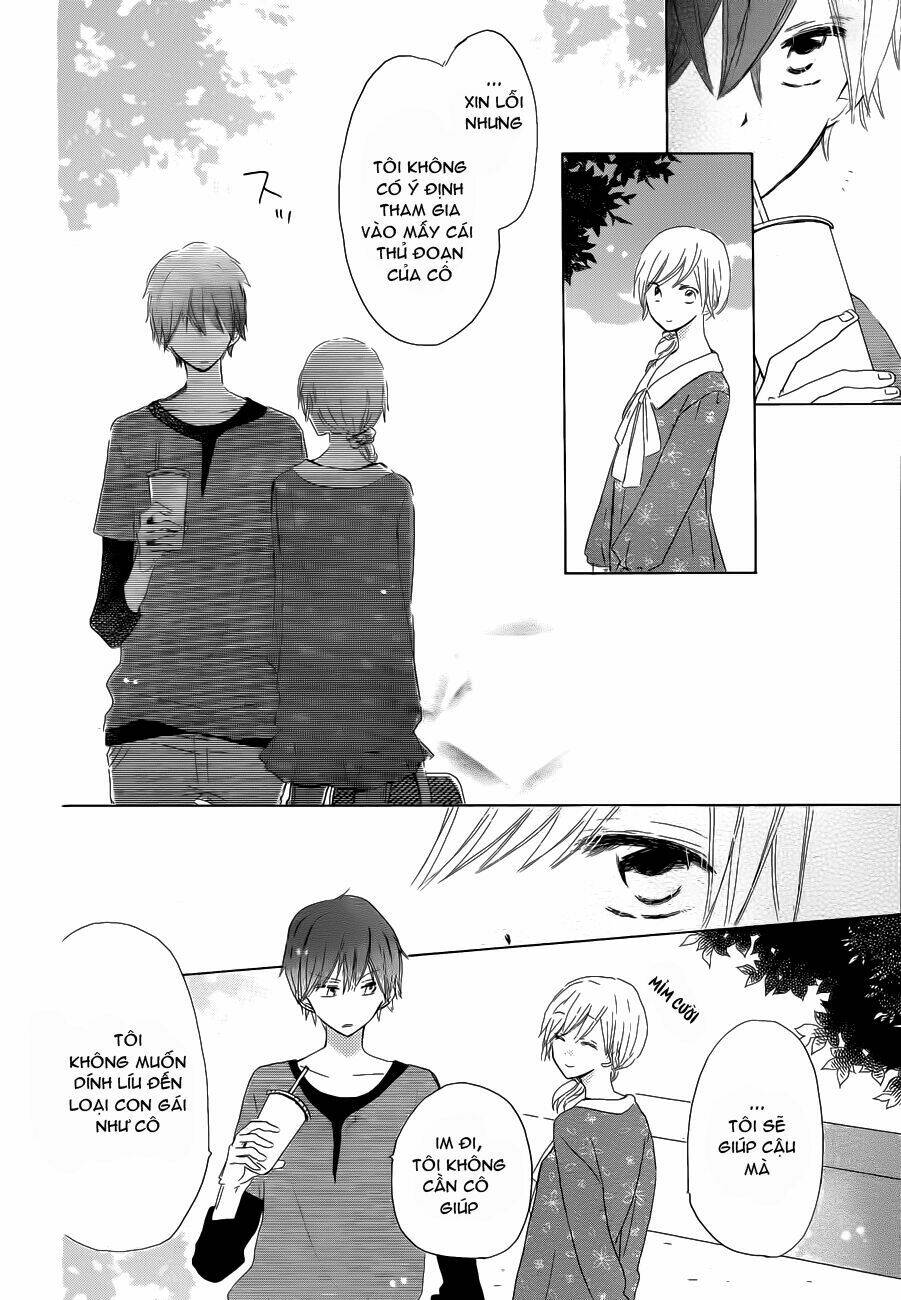 ...
XIN LỖI
NHƯNG
TÔI KHÔNG
CÓ Ý ĐỊNH
THAM GIA
VÀO MẤY CÁI
THỦ ĐOẠN
CỦA CÔ
ズッ
MỈM CƯỜI
...
TÔI SẼ
GIÚP CẬU
MÀ
IM ĐI,
TÔI KHÔNG
CẦN CÔ
GIÚP
TÔI
KHÔNG MUỐN
DÍNH LÍU ĐẾN
LOẠI CON GÁI
NHƯ CÔ